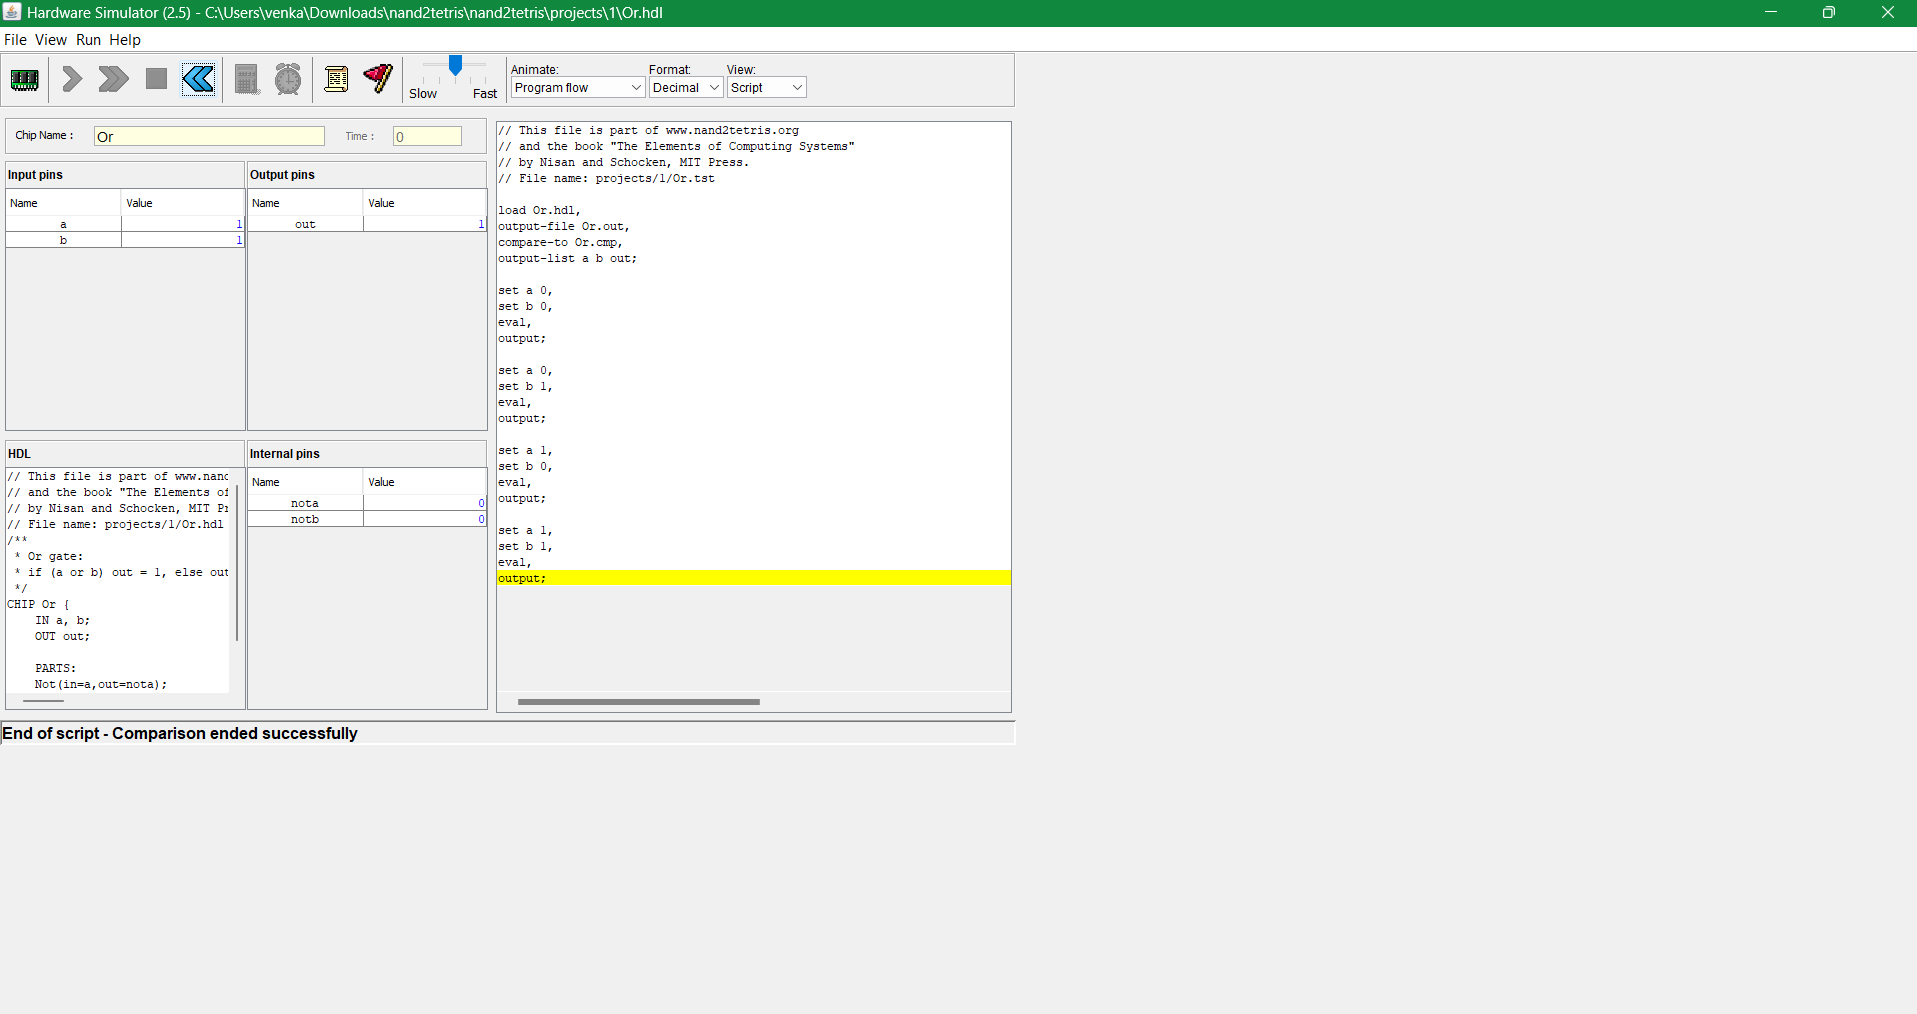 Hardware Simulator (2.5) - C:\Users\venka\Downloads\nand2tetris\nand2tetris\projects\1\Or.hdl
File View Run Help
Slow Fast
Animate: Format: View:
Program flow Decimal Script
Chip Name : Or Time : 0
Input pins
Name Value
a 1
b 1
Output pins
Name Value
out 1
HDL
// This file is part of www.nanc
// and the book "The Elements of
// by Nisan and Schocken, MIT Pr
// File name: projects/1/Or.hdl
/**
* Or gate:
* if (a or b) out = 1, else out
*/
CHIP Or {
IN a, b;
OUT out;
PARTS:
Not(in=a,out=nota);
Internal pins
Name Value
nota 0
notb 0
// This file is part of www.nand2tetris.org
// and the book "The Elements of Computing Systems"
// by Nisan and Schocken, MIT Press.
// File name: projects/1/Or.tst
load Or.hdl,
output-file Or.out,
compare-to Or.cmp,
output-list a b out;
set a 0,
set b 0,
eval,
output;
set a 0,
set b 1,
eval,
output;
set a 1,
set b 0,
eval,
output;
set a 1,
set b 1,
eval,
output;
End of script - Comparison ended successfully